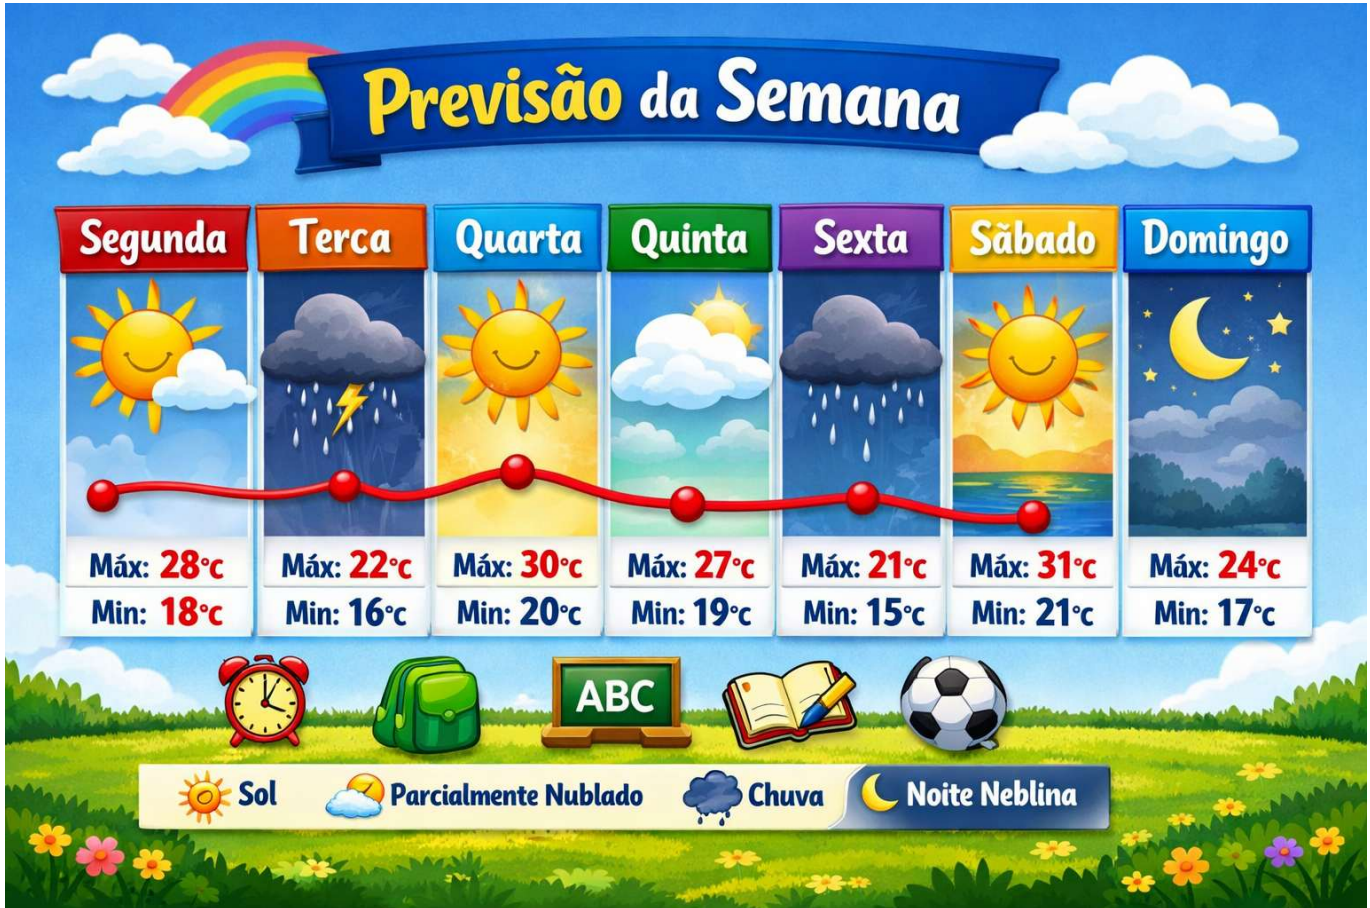 Previsão da Semana
Segunda
Terca
Quarta
Quinta
Sexta
Săbado
Domingo
Máx: 28°c
Máx: 22°c
Máx: 30°c
Máx: 27°c
Máx: 21°c
Máx: 31°c
Máx: 24°c
Min: 18°c
Min: 16°c
Min: 20°c
Min: 19°c
Min: 15°c
Min: 21°c
Min: 17°c
ABC
Sol
Parcialmente Nublado
Chuva
Noite Neblina